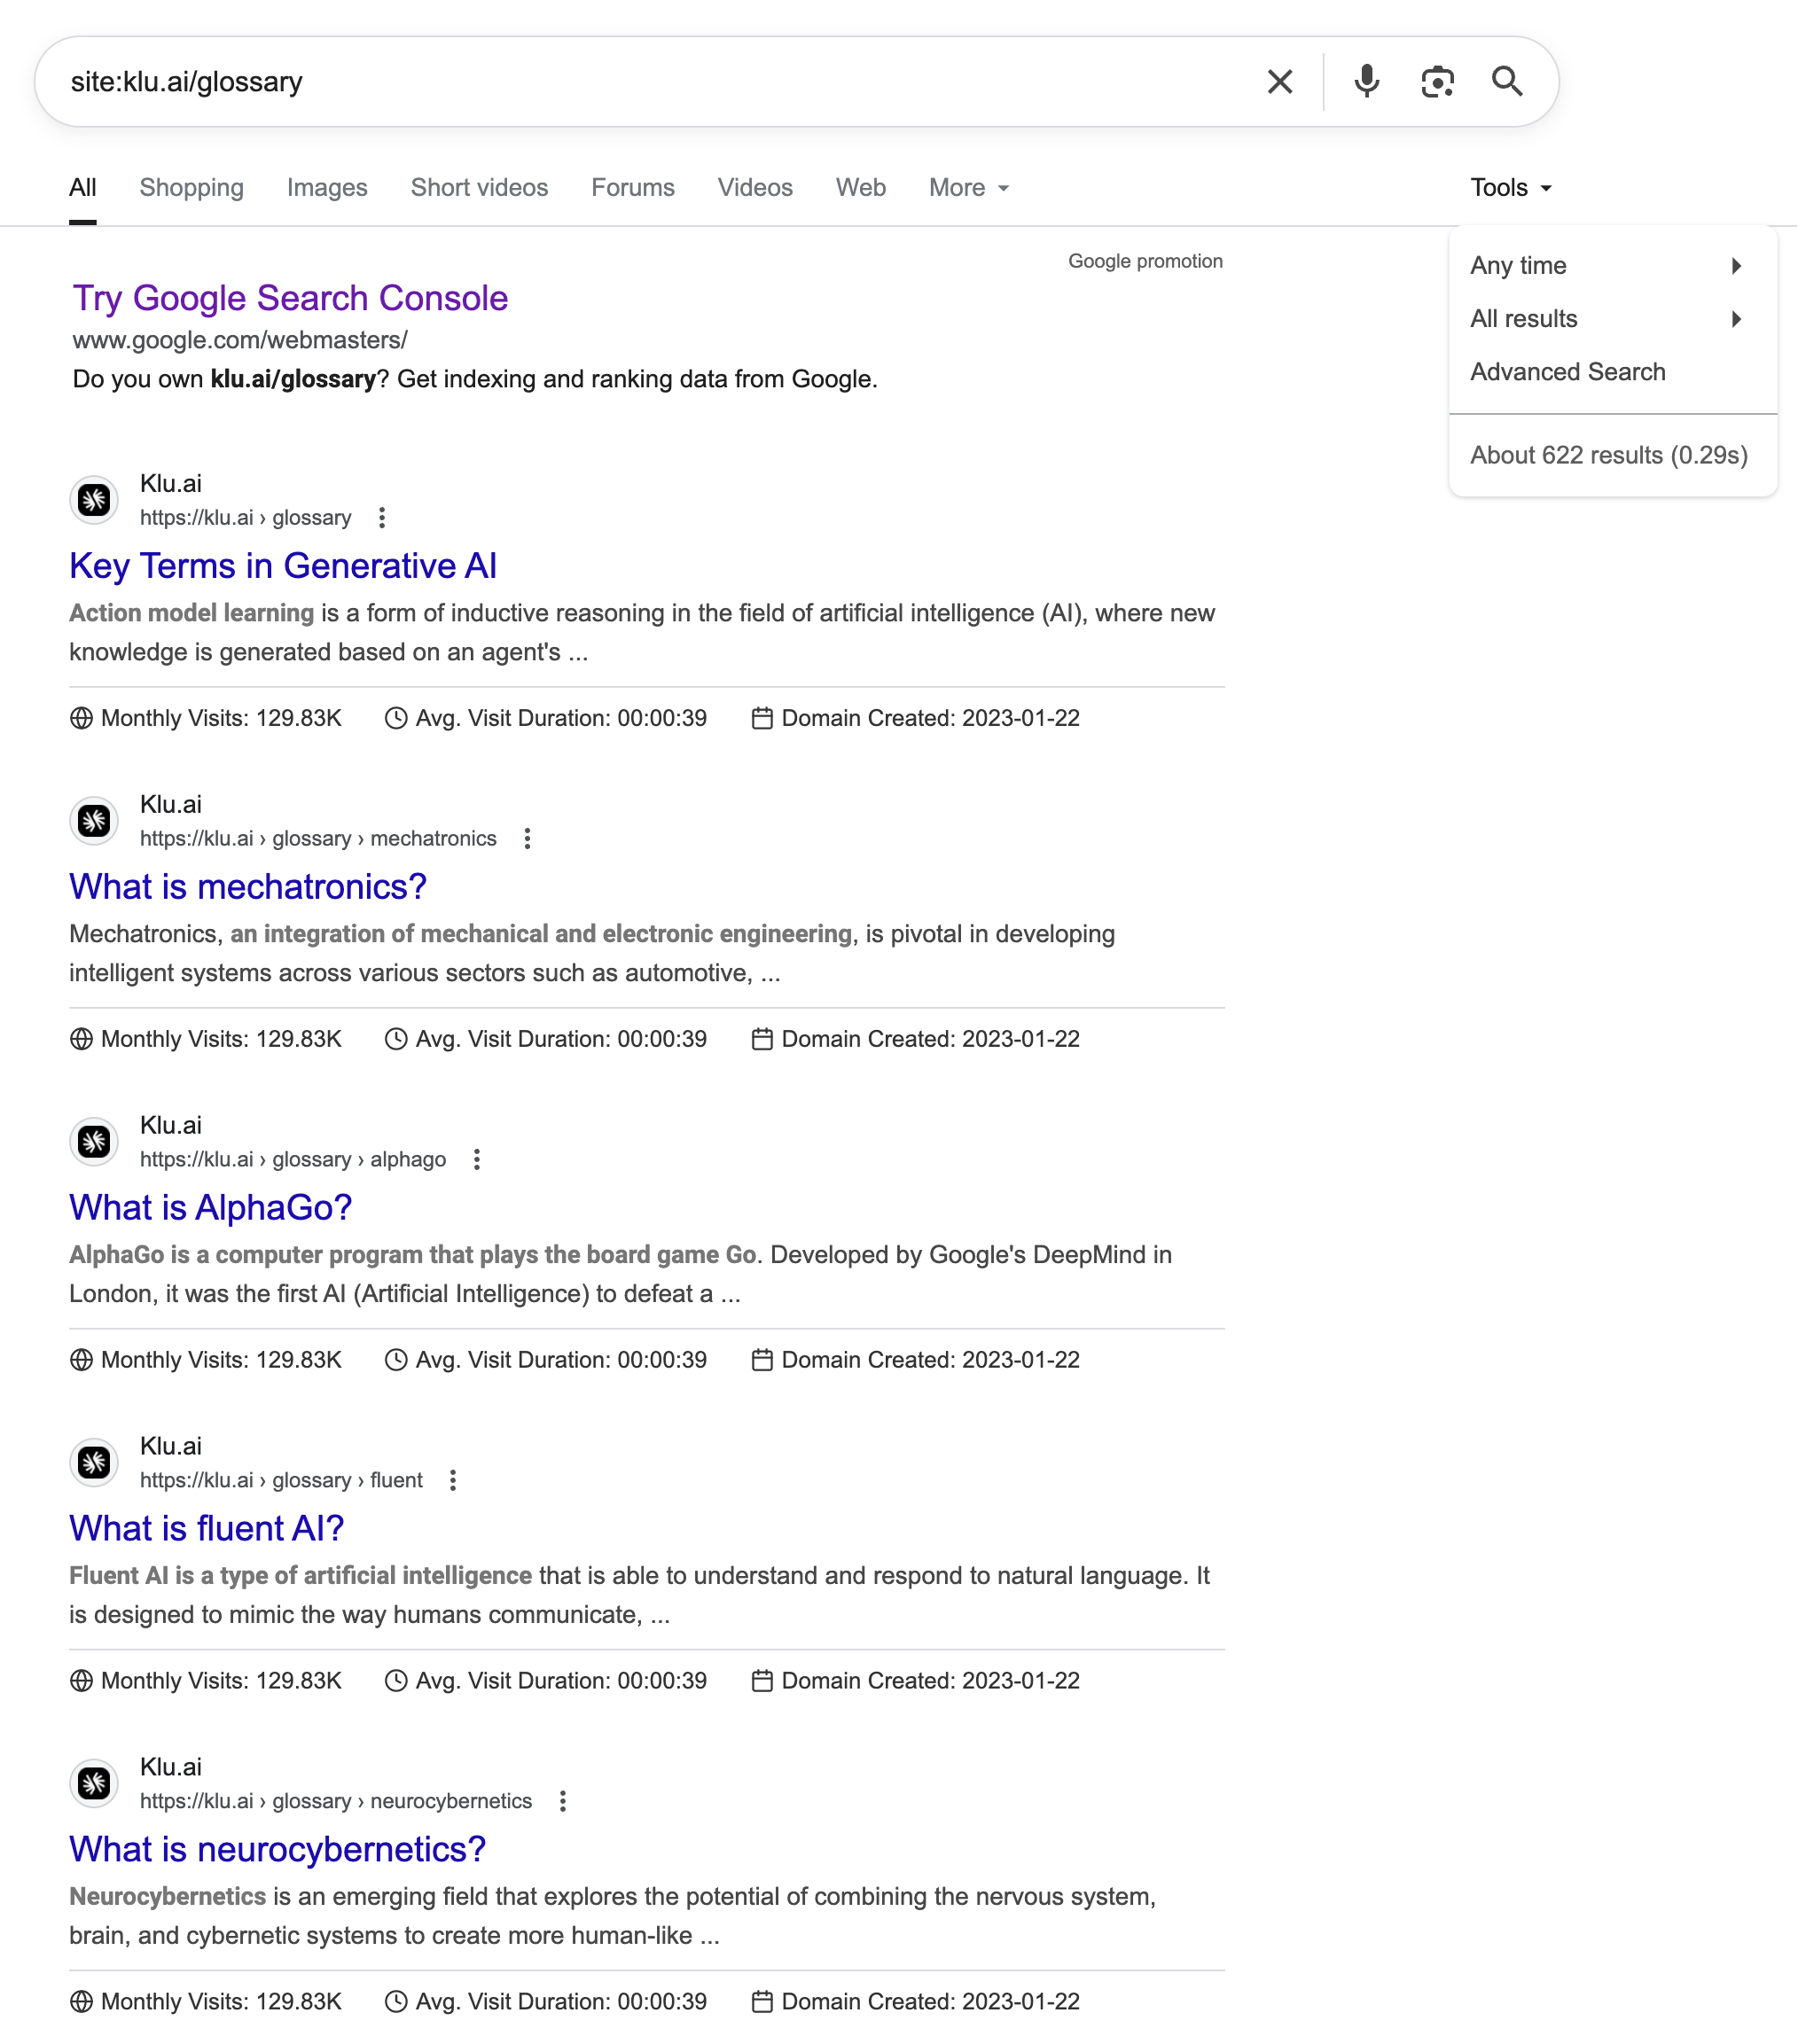 site:klu.ai/glossary
All Shopping Images Short videos Forums Videos Web More Tools
Google promotion
Any time
All results
Advanced Search
About 622 results (0.29s)
Try Google Search Console
www.google.com/webmasters/
Do you own klu.ai/glossary? Get indexing and ranking data from Google.
Klu.ai
https://klu.ai › glossary
Key Terms in Generative AI
Action model learning is a form of inductive reasoning in the field of artificial intelligence (AI), where new
knowledge is generated based on an agent's ...
Monthly Visits: 129.83K Avg. Visit Duration: 00:00:39 Domain Created: 2023-01-22
Klu.ai
https://klu.ai › glossary › mechatronics
What is mechatronics?
Mechatronics, an integration of mechanical and electronic engineering, is pivotal in developing
intelligent systems across various sectors such as automotive, ...
Monthly Visits: 129.83K Avg. Visit Duration: 00:00:39 Domain Created: 2023-01-22
Klu.ai
https://klu.ai › glossary › alphago
What is AlphaGo?
AlphaGo is a computer program that plays the board game Go. Developed by Google's DeepMind in
London, it was the first AI (Artificial Intelligence) to defeat a ...
Monthly Visits: 129.83K Avg. Visit Duration: 00:00:39 Domain Created: 2023-01-22
Klu.ai
https://klu.ai › glossary › fluent
What is fluent AI?
Fluent AI is a type of artificial intelligence that is able to understand and respond to natural language. It
is designed to mimic the way humans communicate, ...
Monthly Visits: 129.83K Avg. Visit Duration: 00:00:39 Domain Created: 2023-01-22
Klu.ai
https://klu.ai › glossary › neurocybernetics
What is neurocybernetics?
Neurocybernetics is an emerging field that explores the potential of combining the nervous system,
brain, and cybernetic systems to create more human-like ...
Monthly Visits: 129.83K Avg. Visit Duration: 00:00:39 Domain Created: 2023-01-22